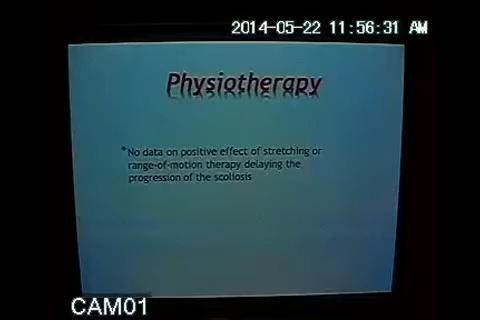 2014-05-22 11:56:31 AM
Physiotherapy
* No data on positive effect of stretching or
range-of-motion therapy delaying the
progression of the scoliosis
CAM01